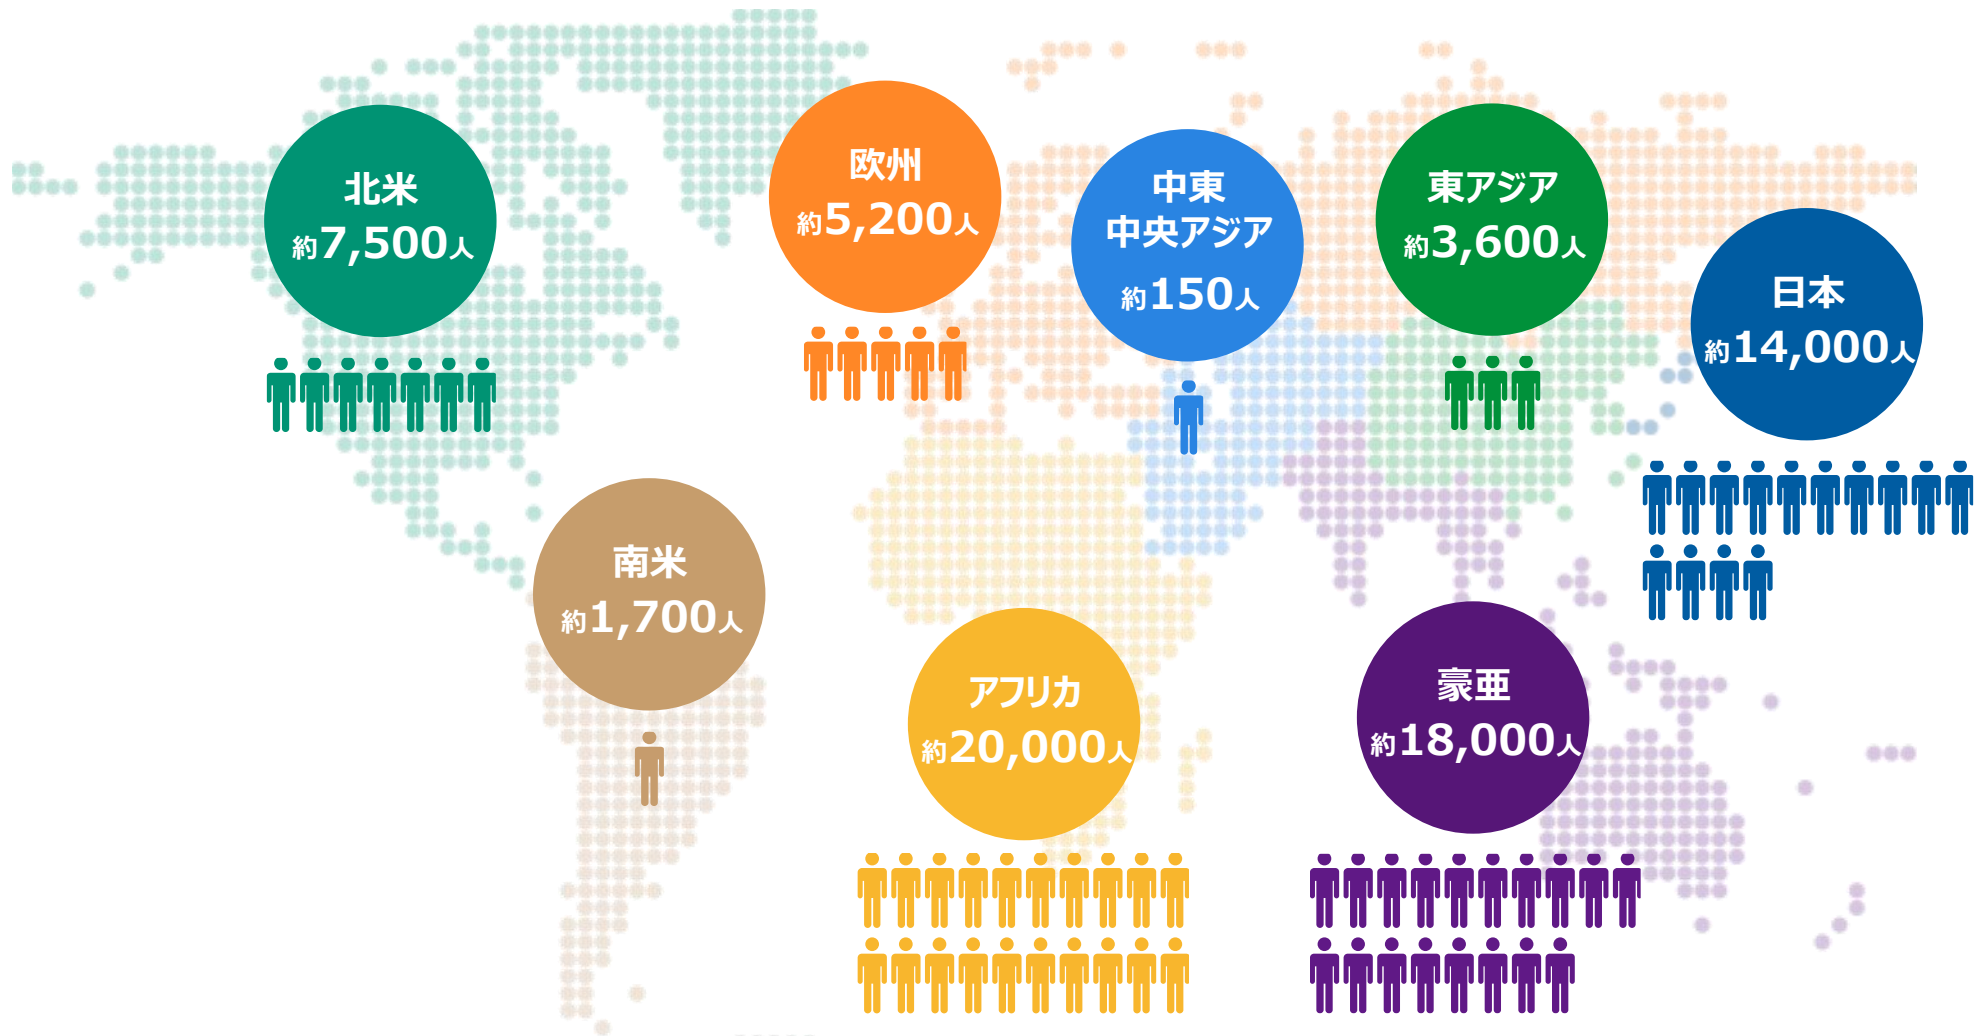 北米
約7,500人
欧州
約5,200人
中東
中央アジア
約150人
東アジア
約3,600人
日本
約14,000人
南米
約1,700人
アフリカ
約20,000人
豪亜
約18,000人